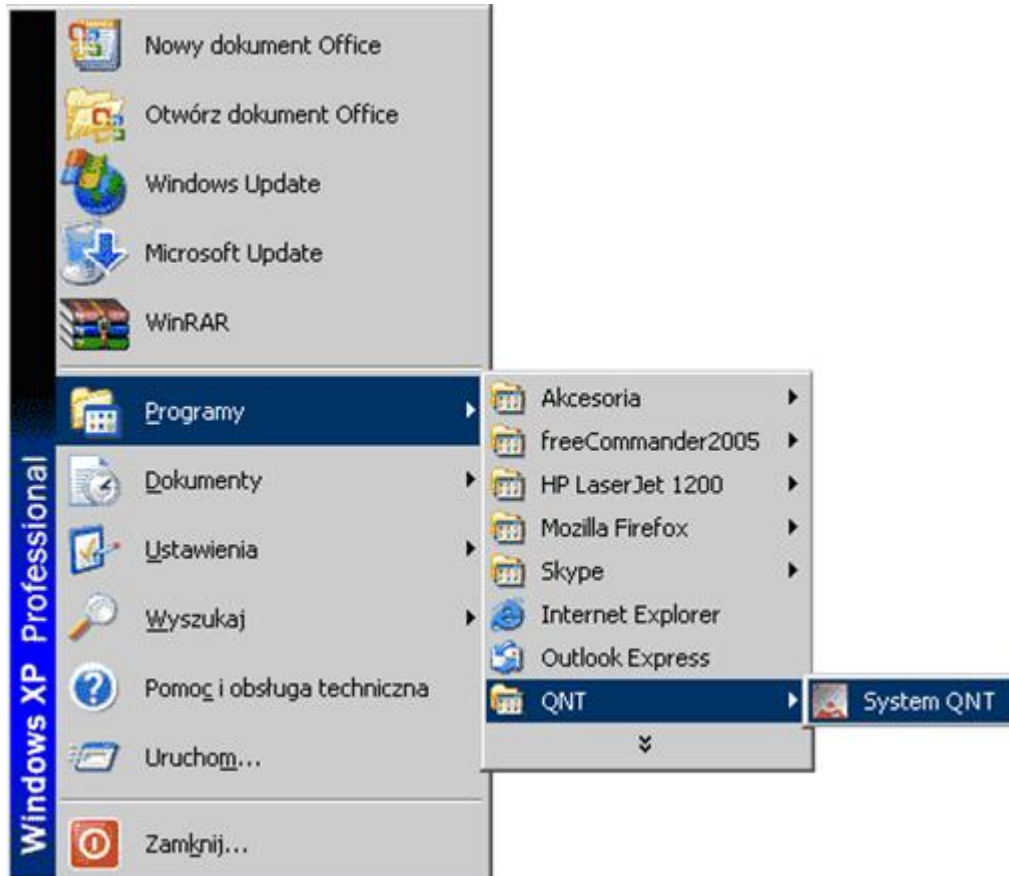 Nowy dokument Office
Otwórz dokument Office
Windows Update
Microsoft Update
WinRAR
Programy
Dokumenty
Ustawienia
Wyszukaj
Pomoc i obsługa techniczna
Uruchom...
Zamknij...
Windows XP Professional
Akcesoria
freeCommander2005
HP LaserJet 1200
Mozilla Firefox
Skype
Internet Explorer
Outlook Express
QNT
System QNT